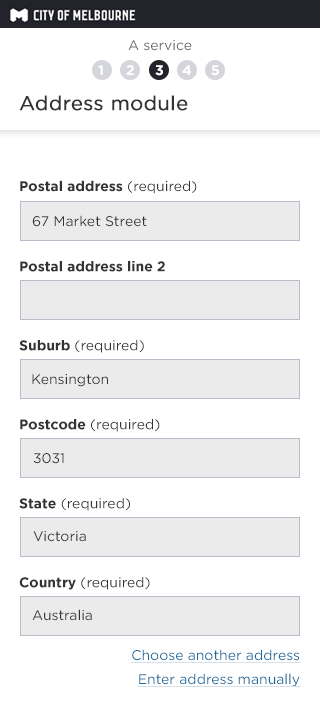 CITY OF MELBOURNE
A service
1 2 3 4 5
Address module
Postal address (required)
67 Market Street
Postal address line 2
Suburb (required)
Kensington
Postcode (required)
3031
State (required)
Victoria
Country (required)
Australia
Choose another address
Enter address manually